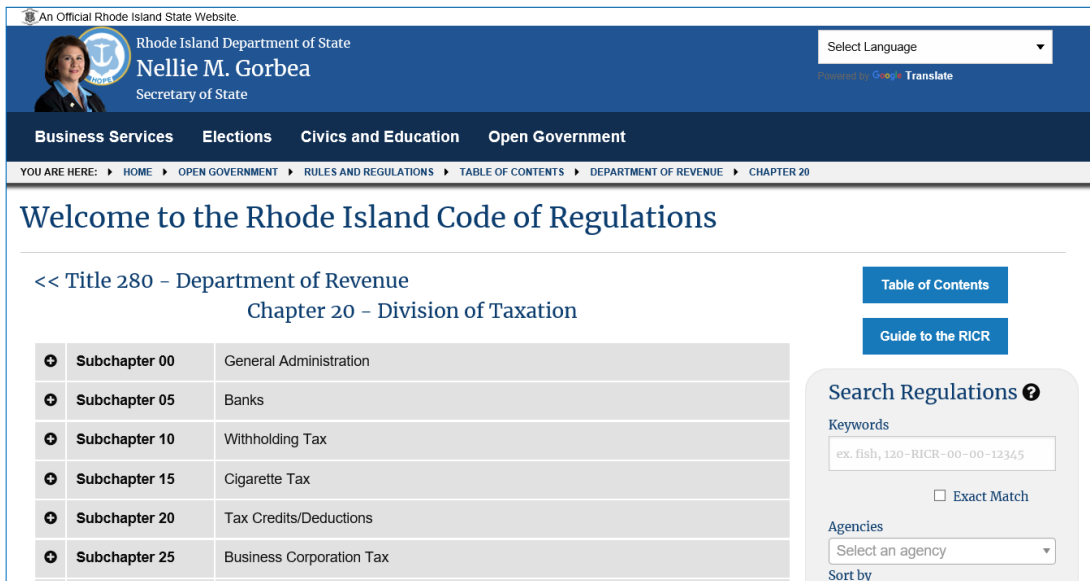 An Official Rhode Island State Website.
Rhode Island Department of State
Nellie M. Gorbea
Secretary of State
HOPE
Select Language
Powered by Google Translate
Business Services Elections Civics and Education Open Government
YOU ARE HERE: HOME OPEN GOVERNMENT RULES AND REGULATIONS TABLE OF CONTENTS DEPARTMENT OF REVENUE CHAPTER 20
Welcome to the Rhode Island Code of Regulations
<< Title 280 – Department of Revenue
Chapter 20 – Division of Taxation
Subchapter 00 General Administration
Subchapter 05 Banks
Subchapter 10 Withholding Tax
Subchapter 15 Cigarette Tax
Subchapter 20 Tax Credits/Deductions
Subchapter 25 Business Corporation Tax
Table of Contents
Guide to the RICR
Search Regulations ?
Keywords
ex. fish, 120-RICR-00-00-12345
Exact Match
Agencies
Select an agency
Sort by